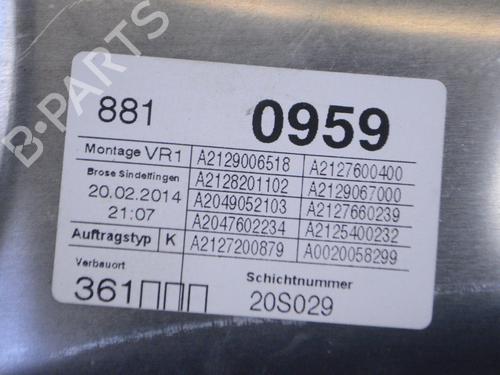 B-PARTS
881 0959
Montage VR1 A2129006518 A2127600400
Brose Sindelfingen A2128201102 A2129067000
20.02.2014 A2049052103 A2127660239
21:07 A2047602234 A2125400232
Auftragstyp K A2127200879 A0020058299
Verbauort Schichtnummer
361▯▯▯ 20S029